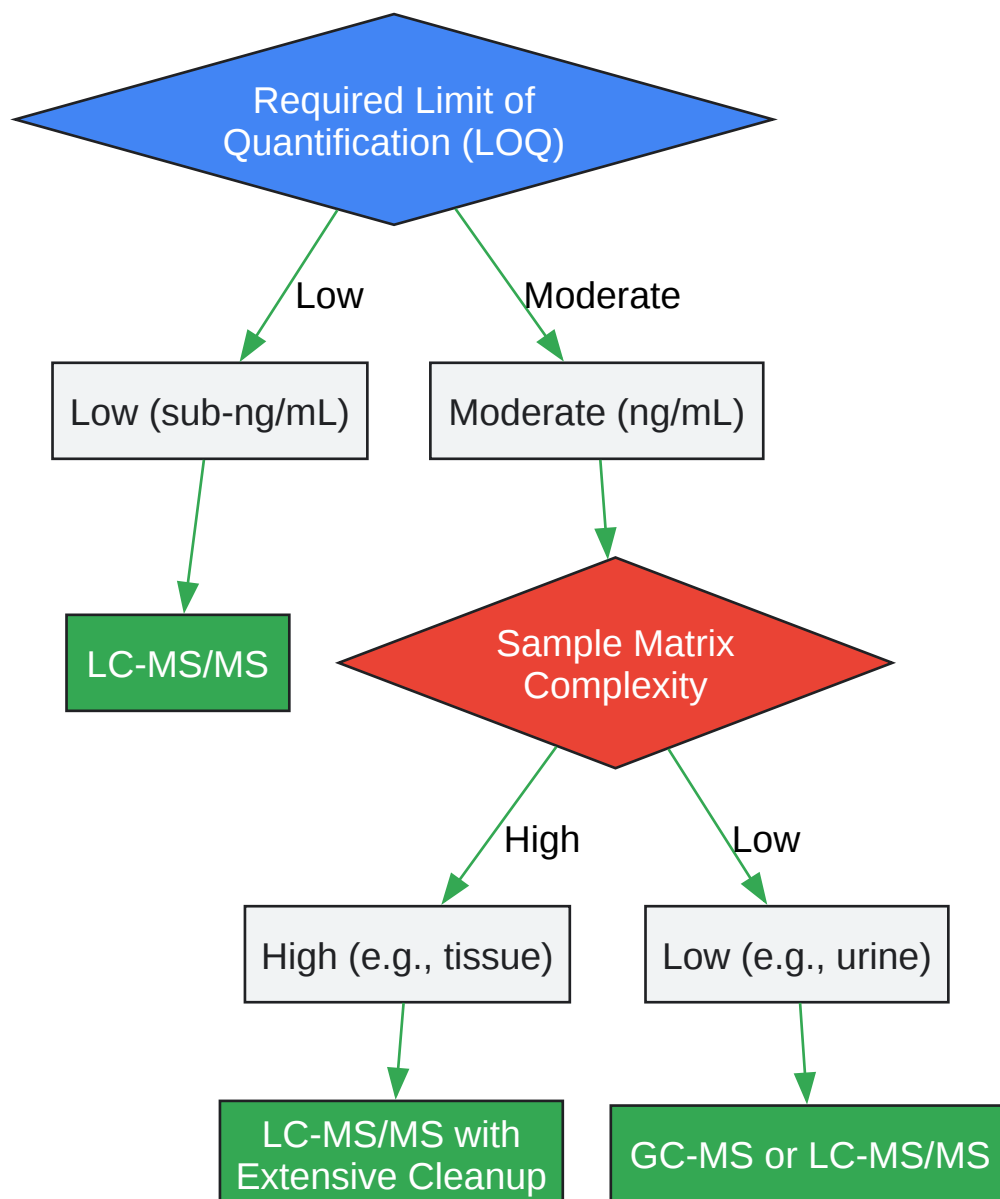 Required Limit of
Quantification (LOQ)
Low
Moderate
Low (sub-ng/mL)
Moderate (ng/mL)
LC-MS/MS
Sample Matrix
Complexity
High
Low
High (e.g., tissue)
Low (e.g., urine)
LC-MS/MS with
Extensive Cleanup
GC-MS or LC-MS/MS